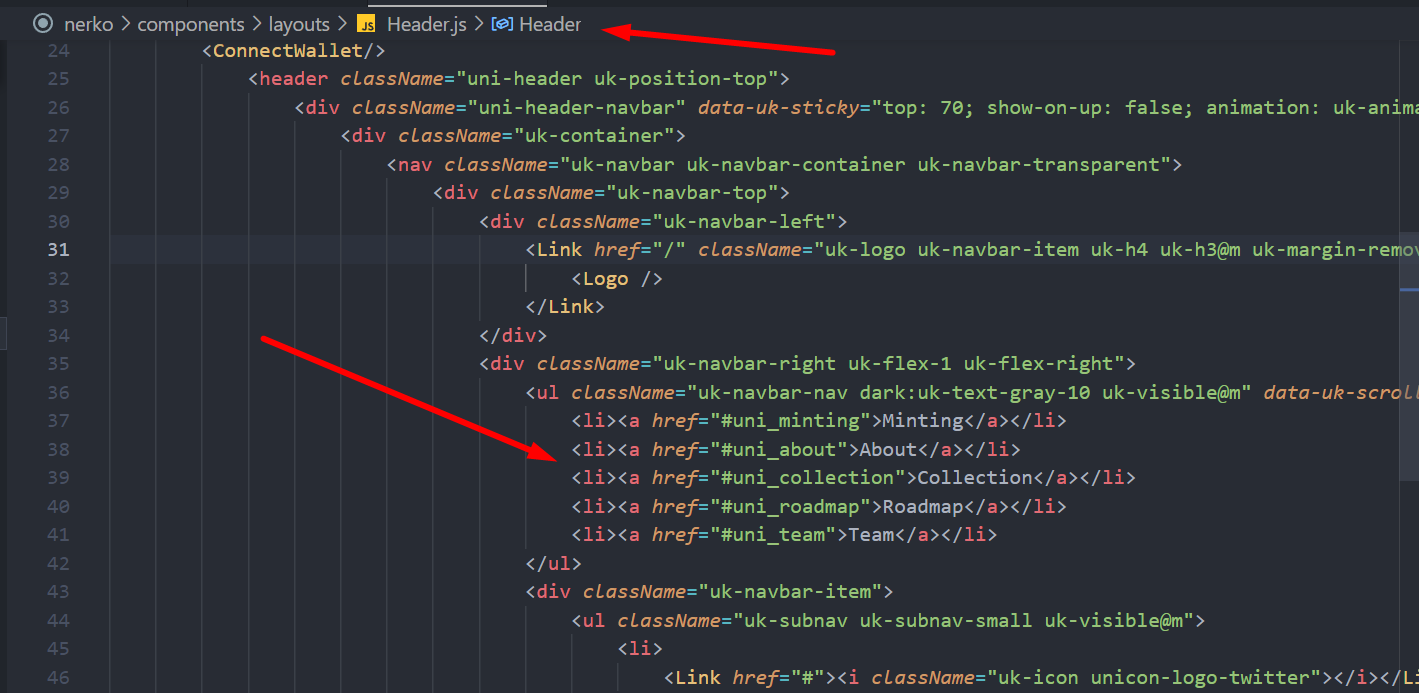 nerko > components > layouts > JS Header.js > Header
24 <ConnectWallet/>
25 <header className="uni-header uk-position-top">
26 <div className="uni-header-navbar" data-uk-sticky="top: 70; show-on-up: false; animation: uk-anima
27 <div className="uk-container">
28 <nav className="uk-navbar uk-navbar-container uk-navbar-transparent">
29 <div className="uk-navbar-top">
30 <div className="uk-navbar-left">
31 <Link href="/" className="uk-logo uk-navbar-item uk-h4 uk-h3@m uk-margin-remov
32 <Logo />
33 </Link>
34 </div>
35 <div className="uk-navbar-right uk-flex-1 uk-flex-right">
36 <ul className="uk-navbar-nav dark:uk-text-gray-10 uk-visible@m" data-uk-scroll
37 <li><a href="#uni_minting">Minting</a></li>
38 <li><a href="#uni_about">About</a></li>
39 <li><a href="#uni_collection">Collection</a></li>
40 <li><a href="#uni_roadmap">Roadmap</a></li>
41 <li><a href="#uni_team">Team</a></li>
42 </ul>
43 <div className="uk-navbar-item">
44 <ul className="uk-subnav uk-subnav-small uk-visible@m">
45 <li>
46 <Link href="#"><i className="uk-icon unicon-logo-twitter"></i></Li